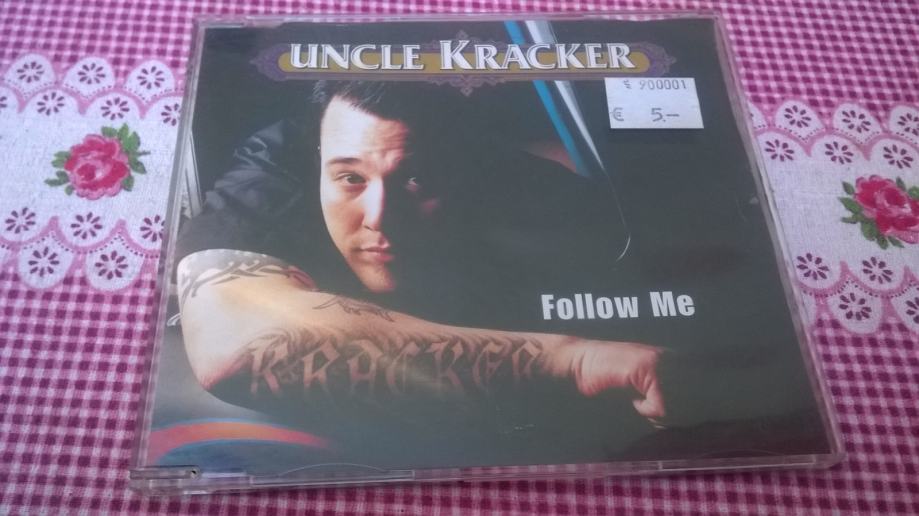 UNCLE KRACKER
€ 900001
€ 5.-
Follow Me
KRACKER